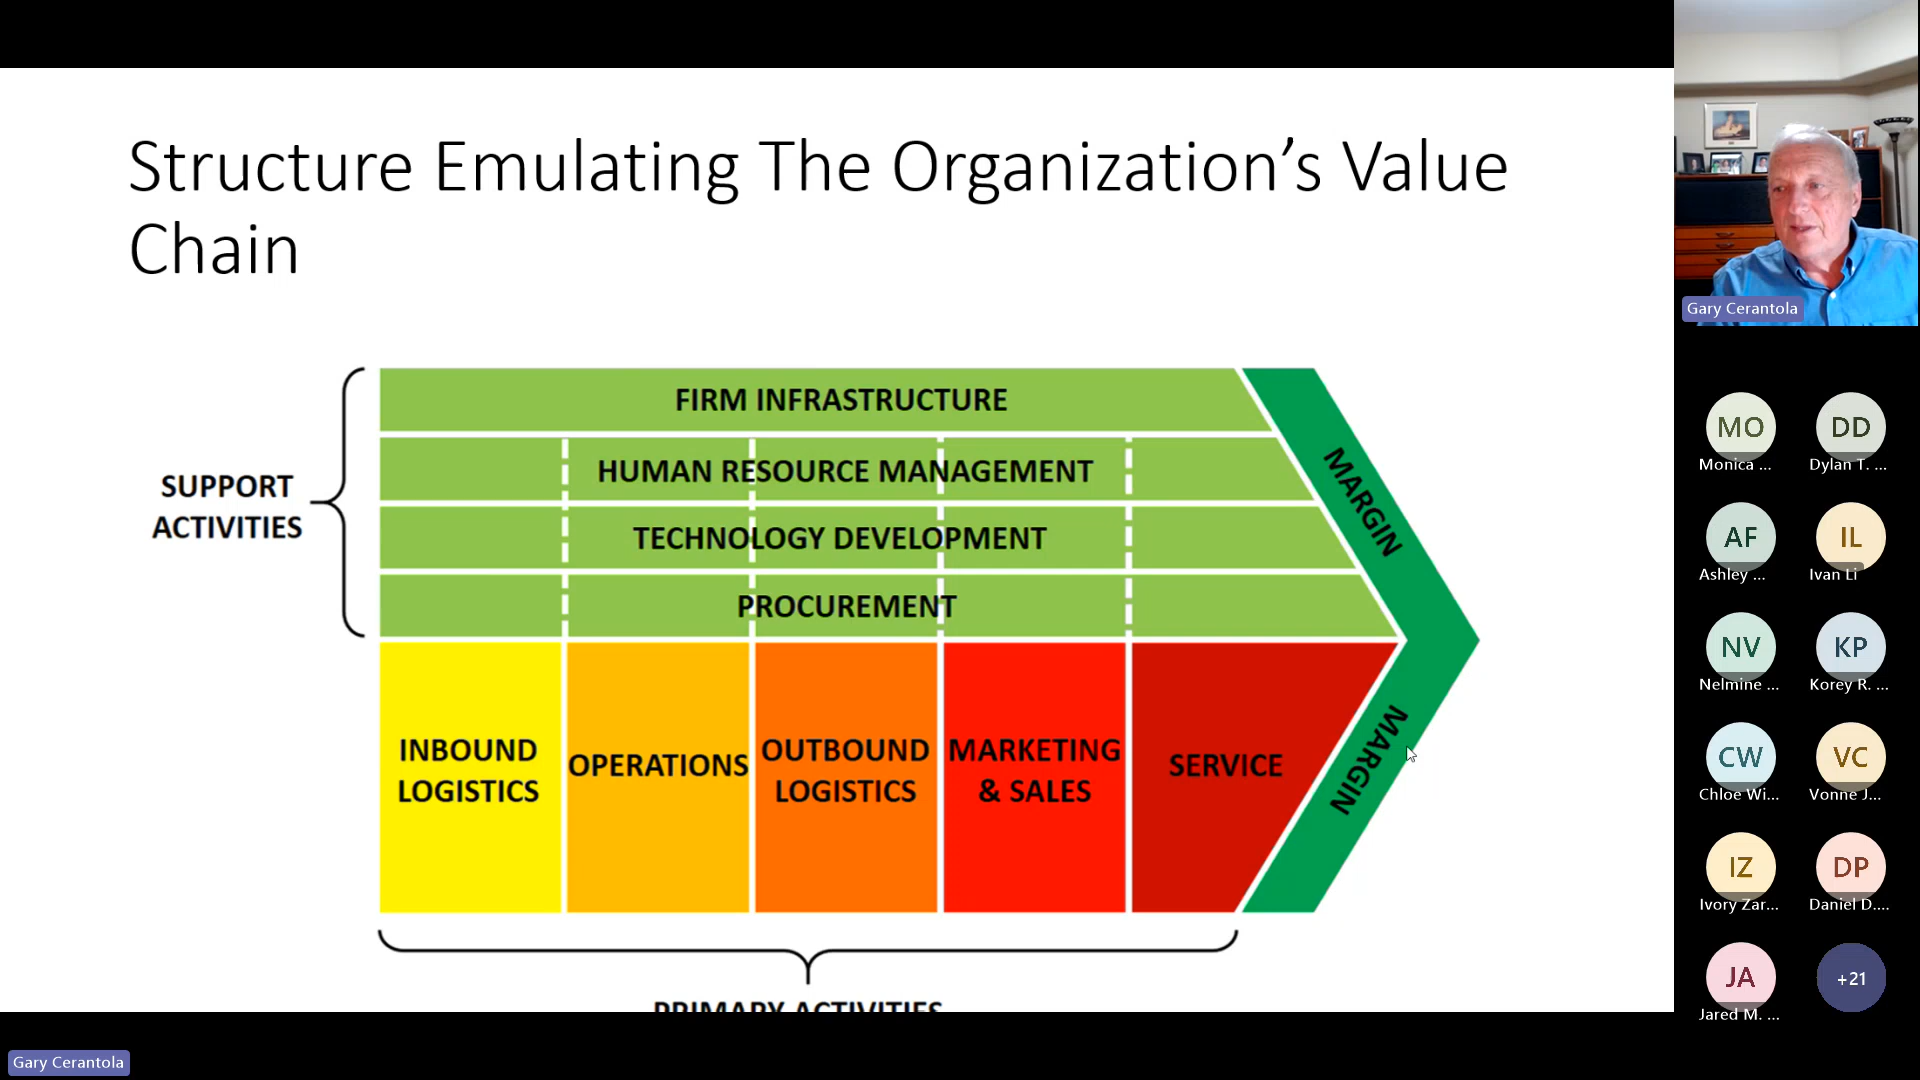 Structure Emulating The Organization’s Value
Chain
SUPPORT
ACTIVITIES
FIRM INFRASTRUCTURE
HUMAN RESOURCE MANAGEMENT
TECHNOLOGY DEVELOPMENT
PROCUREMENT
MARGIN
INBOUND
LOGISTICS
OPERATIONS
OUTBOUND
LOGISTICS
MARKETING
& SALES
SERVICE
MARGIN
PRIMARY ACTIVITIES
Gary Cerantola
MO
Monica ...
DD
Dylan T. ...
AF
Ashley ...
IL
Ivan Li
NV
Nelmine ...
KP
Korey R. ...
CW
Chloe Wi...
VC
Vonne J...
IZ
Ivory Zar...
DP
Daniel D....
JA
Jared M. ...
+21
Gary Cerantola